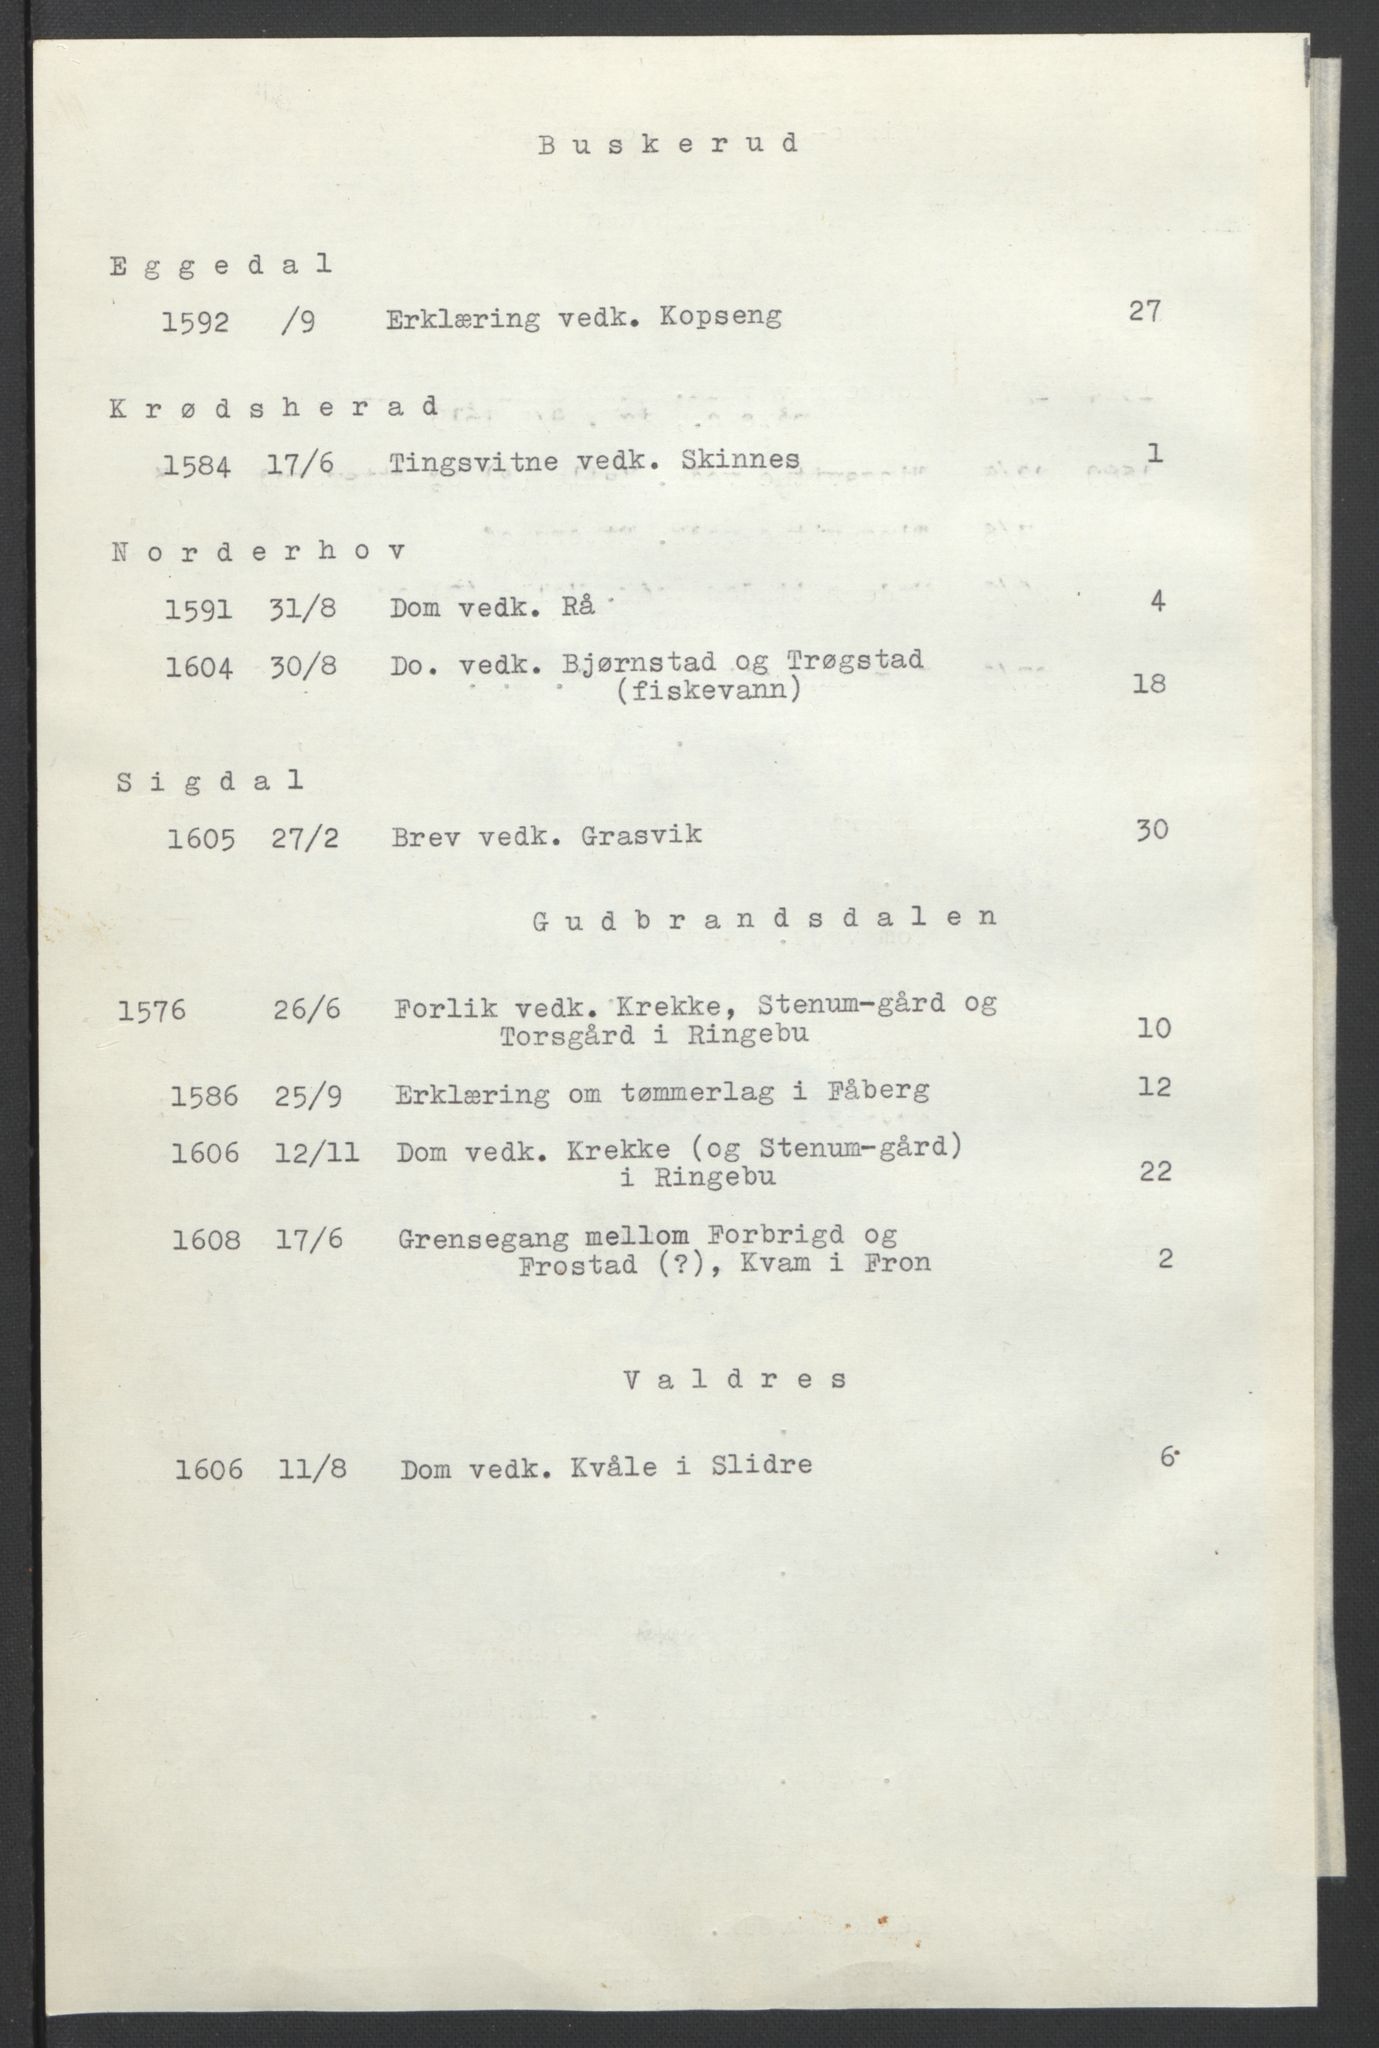 Buskerud
Eggedal
1592 /9 Erklæring vedk. Kopseng 27
Krødsherad
1584 17/6 Tingsvitne vedk. Skinnes 1
Norderhov
1591 31/8 Dom vedk. Rå 4
1604 30/8 Do. vedk. Bjørnstad og Trøgstad
(fiskevann) 18
Sigdal
1605 27/2 Brev vedk. Grasvik 30
Gudbrandsdalen
1576 26/6 Forlik vedk. Krekke, Stenum-gård og
Torsgård i Ringebu 10
1586 25/9 Erklæring om tømmerlag i Fåberg 12
1606 12/11 Dom vedk. Krekke (og Stenum-gård)
i Ringebu 22
1608 17/6 Grensegang mellom Forbrigd og
Frostad (?), Kvam i Fron 2
Valdres
1606 11/8 Dom vedk. Kvåle i Slidre 6